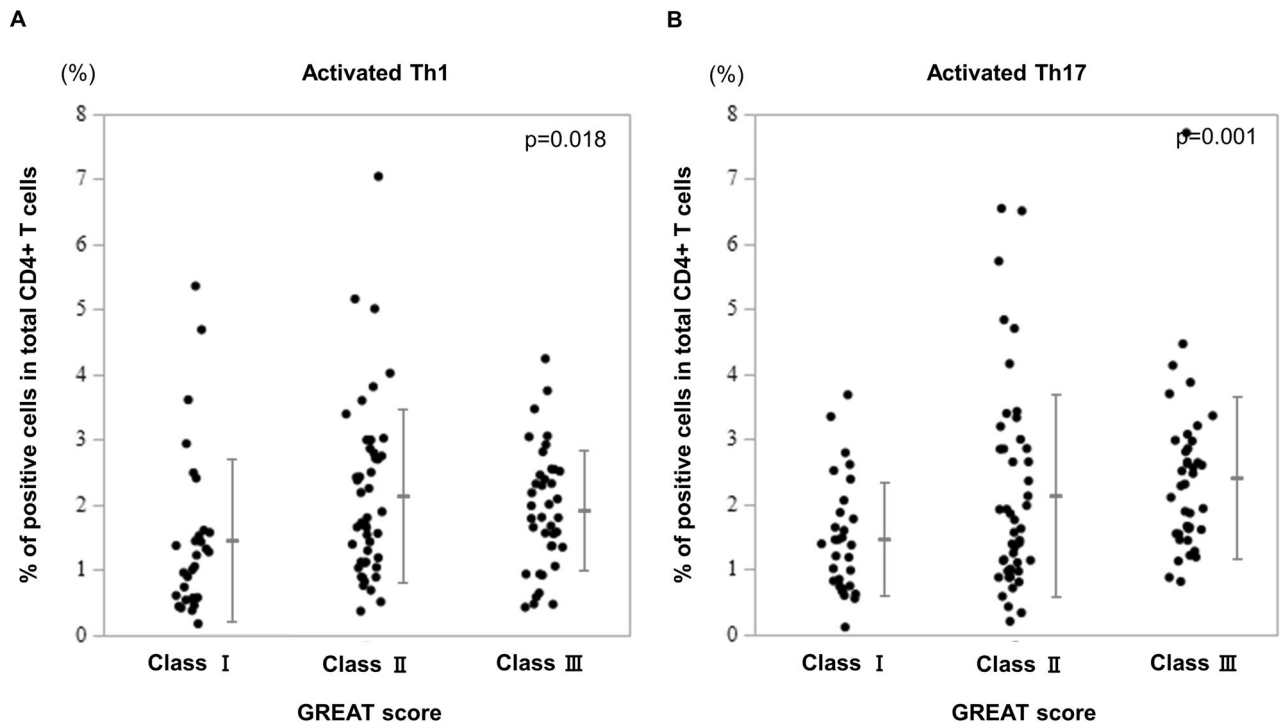 A
Activated Th1
(%)
8
7
6
5
4
3
2
1
0
p=0.018
% of positive cells in total CD4+ T cells
Class Ⅰ
Class Ⅱ
Class Ⅲ
GREAT score
B
Activated Th17
(%)
8
7
6
5
4
3
2
1
0
p=0.001
% of positive cells in total CD4+ T cells
Class Ⅰ
Class Ⅱ
Class Ⅲ
GREAT score